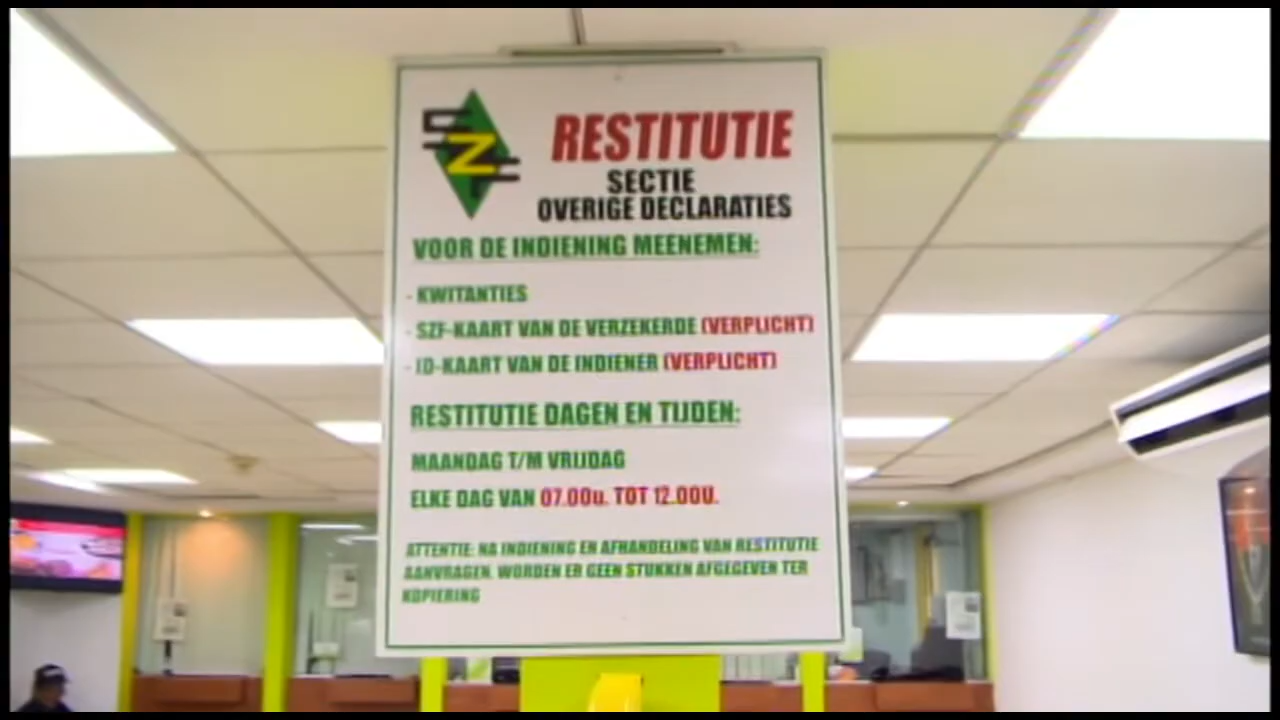 SZF
RESTITUTIE
SECTIE
OVERIGE DECLARATIES
VOOR DE INDIENING MEENEMEN:
- KWITANTIES
- SZF-KAART VAN DE VERZEKERDE (VERPLICHT)
- ID-KAART VAN DE INDIENER (VERPLICHT)
RESTITUTIE DAGEN EN TIJDEN:
MAANDAG T/M VRIJDAG
ELKE DAG VAN 07.00u. TOT 12.00U.
ATTENTIE: NA INDIENING EN AFHANDELING VAN RESTITUTIE
AANVRAGEN, WORDEN ER GEEN STUKKEN AFGEGEVEN TER
KOPIERING